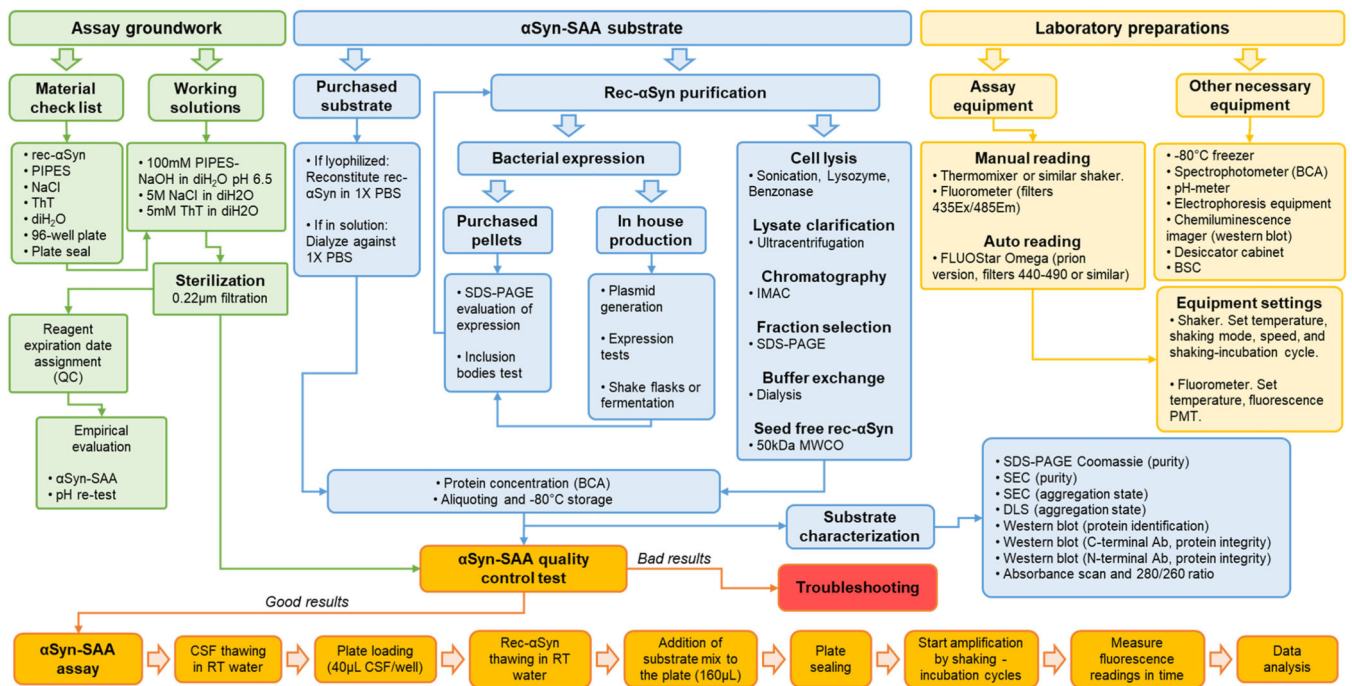 Assay groundwork
Material
check list
Working
solutions
• rec-αSyn
• PIPES
• NaCl
• ThT
• diH₂O
• 96-well plate
• Plate seal
• 100mM PIPES-
NaOH in diH₂O pH 6.5
• 5M NaCl in diH2O
• 5mM ThT in diH2O
Sterilization
0.22µm filtration
Reagent
expiration date
assignment
(QC)
Empirical
evaluation
• αSyn-SAA
• pH re-test
αSyn-SAA substrate
Purchased
substrate
• If lyophilized:
Reconstitute rec-
αSyn in 1X PBS
• If in solution:
Dialyze against
1X PBS
Rec-αSyn purification
Bacterial expression
Purchased
pellets
• SDS-PAGE
evaluation of
expression
• Inclusion
bodies test
In house
production
• Plasmid
generation
• Expression
tests
• Shake flasks or
fermentation
Cell lysis
• Sonication, Lysozyme,
Benzonase
Lysate clarification
• Ultracentrifugation
Chromatography
• IMAC
Fraction selection
• SDS-PAGE
Buffer exchange
• Dialysis
Seed free rec-αSyn
• 50kDa MWCO
• Protein concentration (BCA)
• Aliquoting and -80°C storage
Substrate
characterization
• SDS-PAGE Coomassie (purity)
• SEC (purity)
• SEC (aggregation state)
• DLS (aggregation state)
• Western blot (protein identification)
• Western blot (C-terminal Ab, protein integrity)
• Western blot (N-terminal Ab, protein integrity)
• Absorbance scan and 280/260 ratio
Laboratory preparations
Assay
equipment
Manual reading
• Thermomixer or similar shaker.
• Fluorometer (filters
435Ex/485Em)
Auto reading
• FLUOStar Omega (prion
version, filters 440-490 or similar)
Other necessary
equipment
• -80°C freezer
• Spectrophotometer (BCA)
• pH-meter
• Electrophoresis equipment
• Chemiluminescence
imager (western blot)
• Desiccator cabinet
• BSC
Equipment settings
• Shaker. Set temperature,
shaking mode, speed, and
shaking-incubation cycle.
• Fluorometer. Set
temperature, fluorescence
PMT.
αSyn-SAA quality
control test
Bad results
Troubleshooting
Good results
αSyn-SAA
assay
CSF thawing
in RT water
Plate loading
(40µL CSF/well)
Rec-αSyn
thawing in RT
water
Addition of
substrate mix to
the plate (160µL)
Plate
sealing
Start amplification
by shaking -
incubation cycles
Measure
fluorescence
readings in time
Data
analysis